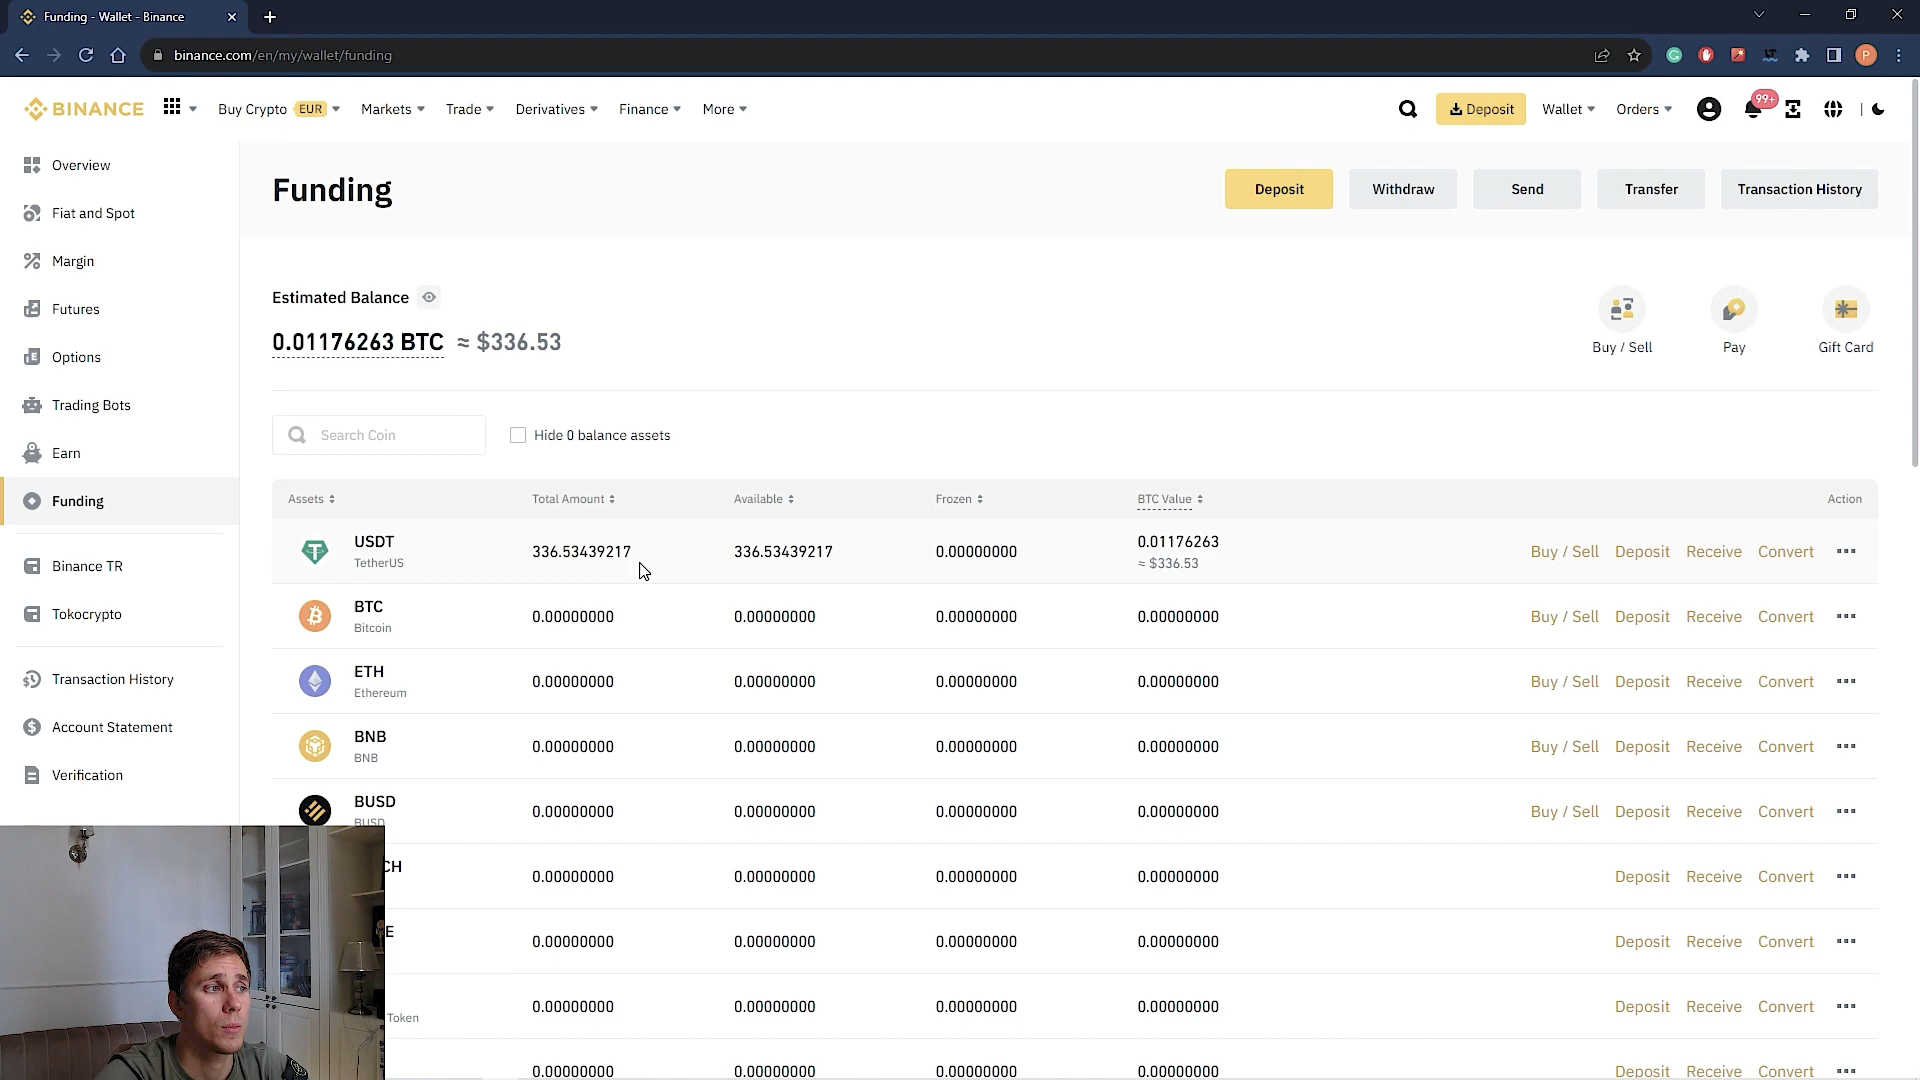 Funding - Wallet - Binance
binance.com/en/my/wallet/funding
P
BINANCE Buy Crypto EUR Markets Trade Derivatives Finance More Deposit Wallet Orders 99+
Overview
Fiat and Spot
Margin
Futures
Options
Trading Bots
Earn
Funding
Binance TR
Tokocrypto
Transaction History
Account Statement
Verification
Funding
Deposit Withdraw Send Transfer Transaction History
Estimated Balance
0.01176263 BTC ≈ $336.53
Buy / Sell Pay Gift Card
Search Coin Hide 0 balance assets
Assets Total Amount Available Frozen BTC Value Action
USDT 336.53439217 336.53439217 0.00000000 0.01176263 Buy / Sell Deposit Receive Convert
TetherUS ≈ $336.53
BTC 0.00000000 0.00000000 0.00000000 0.00000000 Buy / Sell Deposit Receive Convert
Bitcoin
ETH 0.00000000 0.00000000 0.00000000 0.00000000 Buy / Sell Deposit Receive Convert
Ethereum
BNB 0.00000000 0.00000000 0.00000000 0.00000000 Buy / Sell Deposit Receive Convert
BNB
BUSD 0.00000000 0.00000000 0.00000000 0.00000000 Buy / Sell Deposit Receive Convert
BUSD
CH 0.00000000 0.00000000 0.00000000 0.00000000 Deposit Receive Convert
E 0.00000000 0.00000000 0.00000000 0.00000000 Deposit Receive Convert
0.00000000 0.00000000 0.00000000 0.00000000 Deposit Receive Convert
Token
0.00000000 0.00000000 0.00000000 0.00000000 Deposit Receive Convert